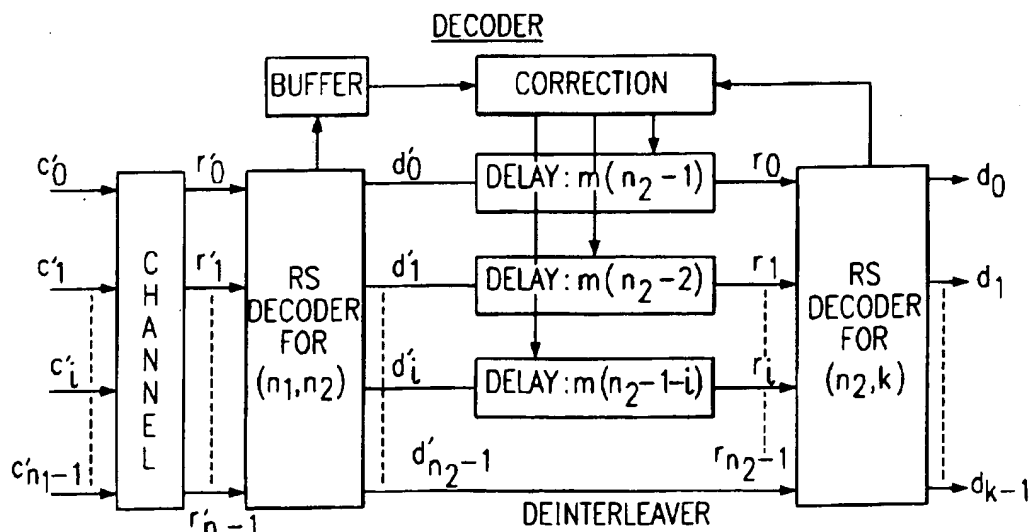 DECODER
BUFFER
CORRECTION
c'0
r'0
d'0
DELAY: m(n2-1)
r0
d0
c'1
r'1
d'1
DELAY: m(n2-2)
r1
d1
CHANNEL
RS DECODER FOR (n1,n2)
RS DECODER FOR (n2,k)
c'i
d'i
DELAY: m(n2-1-i)
ri
c'n1-1
d'n2-1
rn2-1
dk-1
DEINTERLEAVER